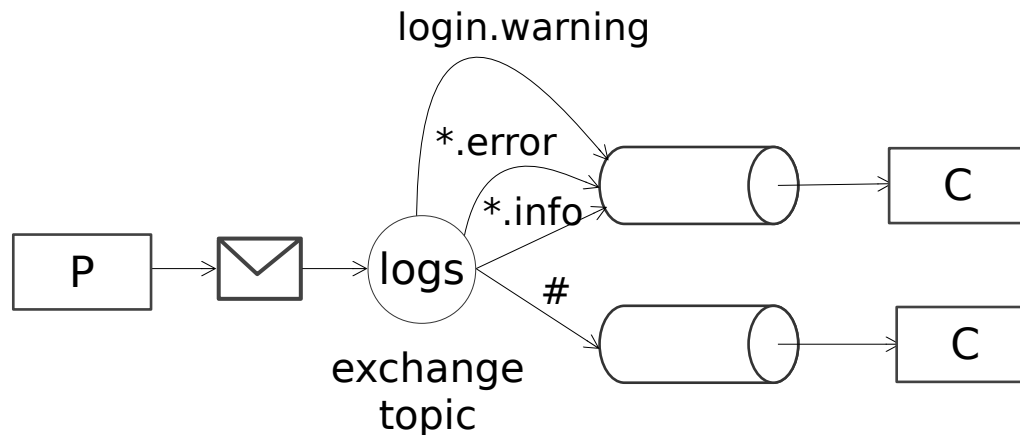 login.warning
*.error
*.info
C
P
logs
#
C
exchange
topic